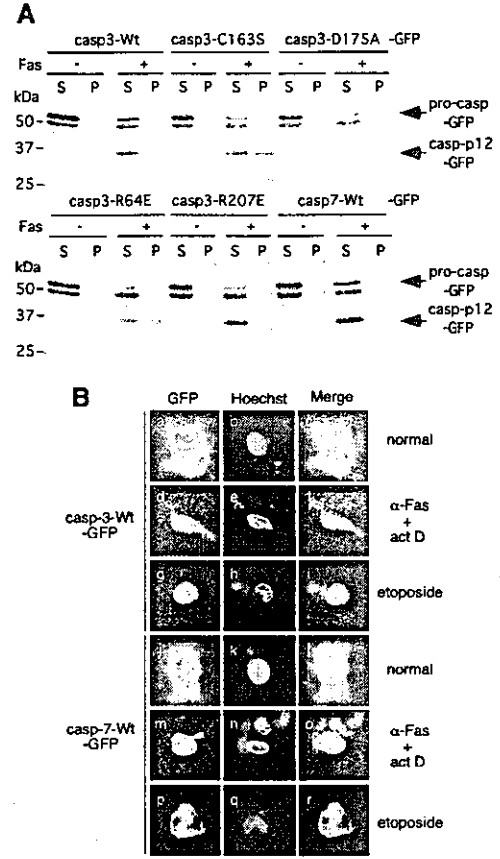 A
casp3-Wt casp3-C163S casp3-D175A -GFP
Fas - + - + - +
S P S P S P S P S P S P
kDa
50-
37-
25-
pro-casp
-GFP
casp-p12
-GFP
casp3-R64E casp3-R207E casp7-Wt -GFP
Fas - + - + - +
S P S P S P S P S P S P
kDa
50-
37-
25-
pro-casp
-GFP
casp-p12
-GFP
B
GFP Hoechst Merge
normal
d e
casp-3-Wt
-GFP
α-Fas
+
act D
g h i
etoposide
k
normal
m n o
casp-7-Wt
-GFP
α-Fas
+
act D
p q r
etoposide